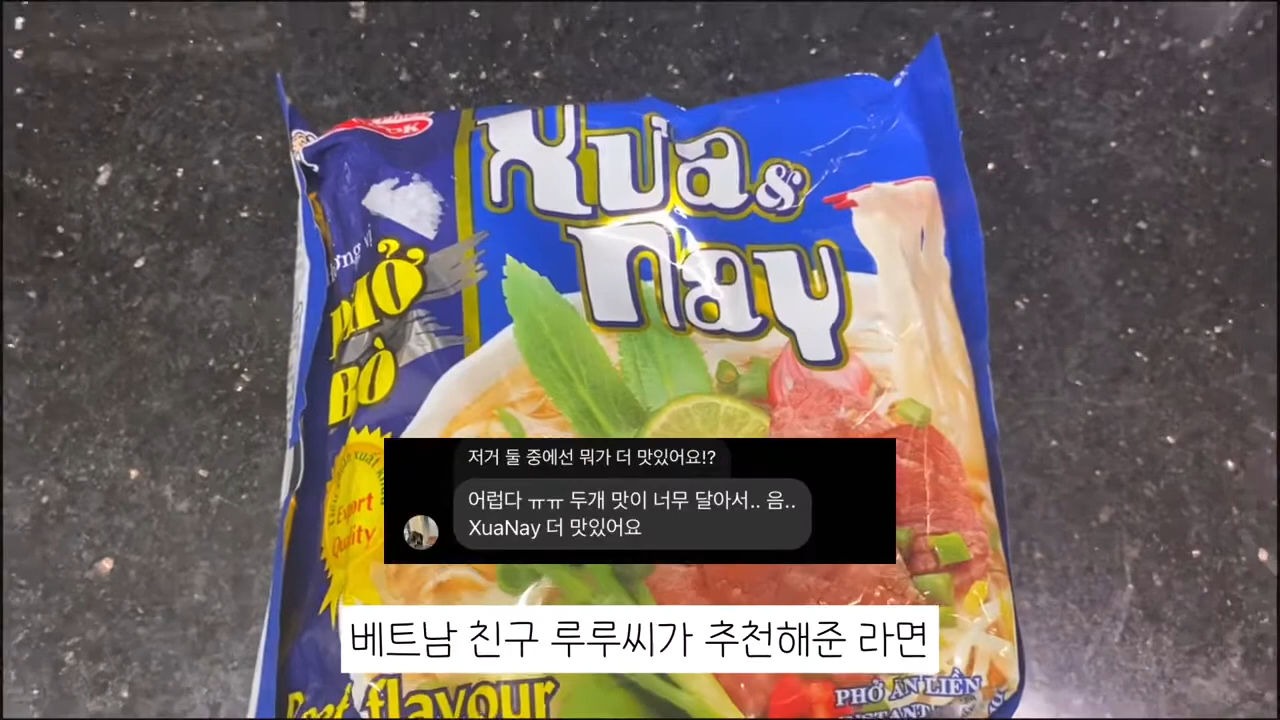 Xưa &
nay
PHỞ
BÒ
Export
Quality
저거 둘 중에선 뭐가 더 맛있어요!?
어럽다 ㅠㅠ 두개 맛이 너무 달아서.. 음..
XuaNay 더 맛있어요
베트남 친구 루루씨가 추천해준 라면
Beef flavour
PHỞ ĂN LIỀN
INSTANT